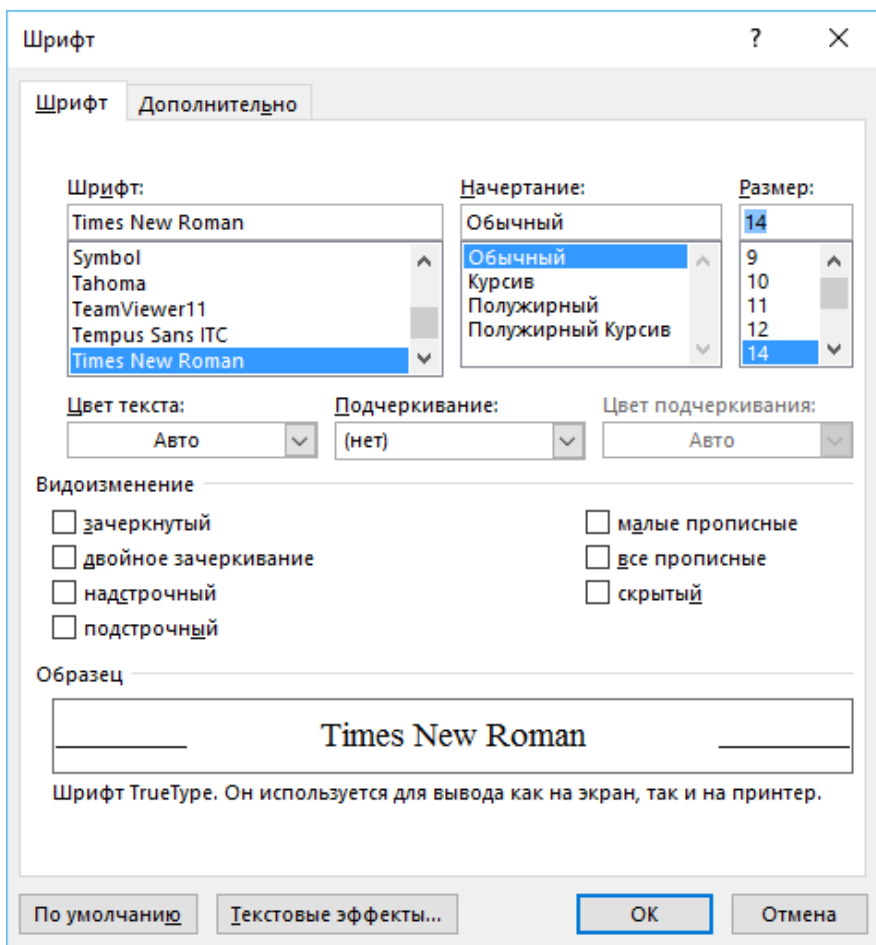 Шрифт ?
Шрифт Дополнительно
Шрифт: Начертание: Размер:
Times New Roman Обычный 14
Symbol Обычный 9
Tahoma Курсив 10
TeamViewer11 Полужирный 11
Tempus Sans ITC Полужирный Курсив 12
Times New Roman 14
Цвет текста: Подчеркивание: Цвет подчеркивания:
Авто (нет) Авто
Видоизменение
зачеркнутый малые прописные
двойное зачеркивание все прописные
надстрочный скрытый
подстрочный
Образец
Times New Roman
Шрифт TrueType. Он используется для вывода как на экран, так и на принтер.
По умолчанию Текстовые эффекты... ОК Отмена